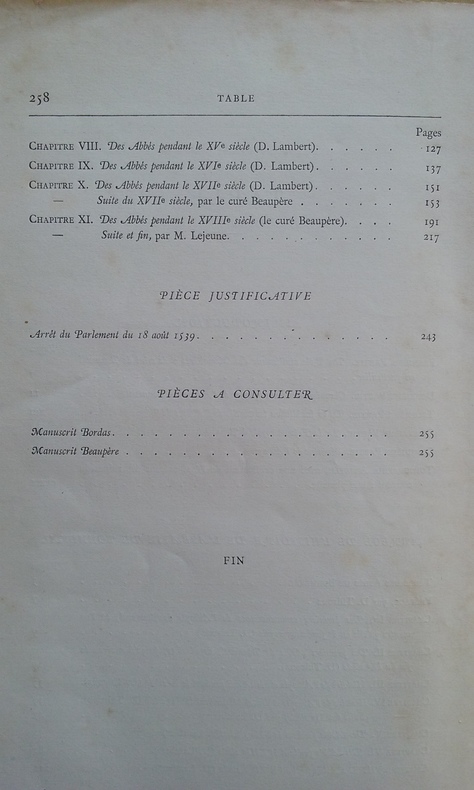 258 TABLE
Pages
CHAPITRE VIII. Des Abbés pendant le XVe siècle (D. Lambert). . . . . . 127
CHAPITRE IX. Des Abbés pendant le XVIe siècle (D. Lambert). . . . . . 137
CHAPITRE X. Des Abbés pendant le XVIIe siècle (D. Lambert). . . . . . 151
— Suite du XVIIe siècle, par le curé Beaupère . . . . . . . 153
CHAPITRE XI. Des Abbés pendant le XVIIIe siècle (le curé Beaupère). . . . 191
— Suite et fin, par M. Lejeune. . . . . . . . . . . . . 217
PIÈCE JUSTIFICATIVE
Arrêt du Parlement du 18 août 1539. . . . . . . . . . . . . . . 243
PIÈCES A CONSULTER
Manuscrit Bordas. . . . . . . . . . . . . . . . . . . . . 255
Manuscrit Beaupère . . . . . . . . . . . . . . . . . . . . 255
FIN